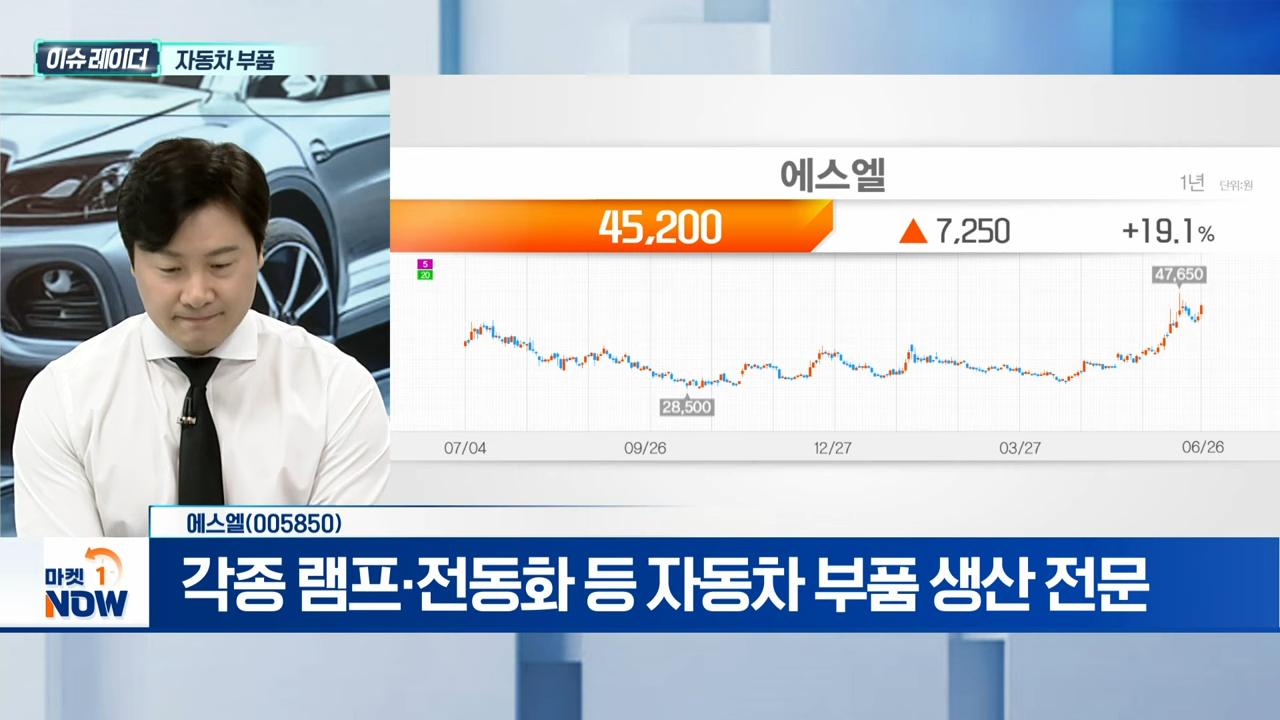 이슈 레이더 자동차 부품
에스엘
1년 단위:원
45,200 ▲ 7,250 +19.1%
5
20
47,650
28,500
07/04 09/26 12/27 03/27 06/26
에스엘(005850)
마켓 1
NOW
각종 램프·전동화 등 자동차 부품 생산 전문